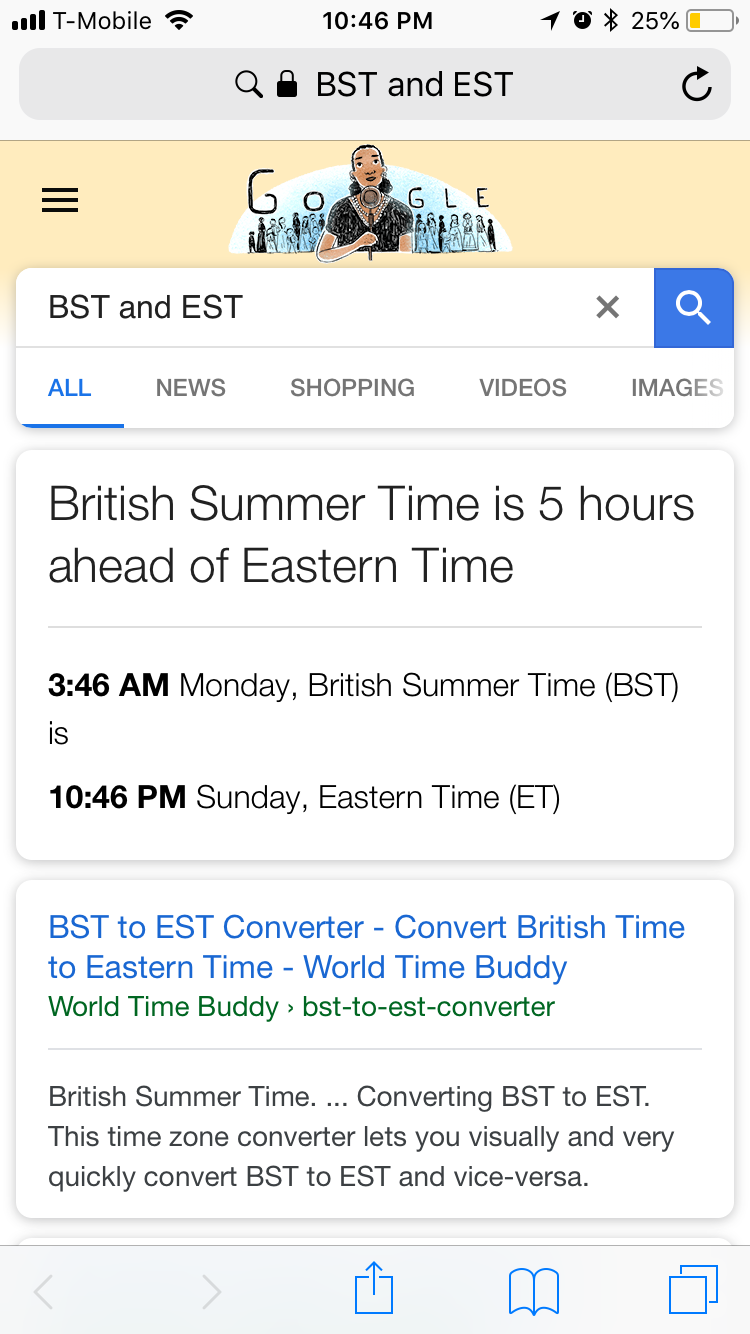 T-Mobile 10:46 PM 25%
BST and EST
GOOGLE
BST and EST
ALL NEWS SHOPPING VIDEOS IMAGES
British Summer Time is 5 hours
ahead of Eastern Time
3:46 AM Monday, British Summer Time (BST)
is
10:46 PM Sunday, Eastern Time (ET)
BST to EST Converter - Convert British Time
to Eastern Time - World Time Buddy
World Time Buddy › bst-to-est-converter
British Summer Time. ... Converting BST to EST.
This time zone converter lets you visually and very
quickly convert BST to EST and vice-versa.